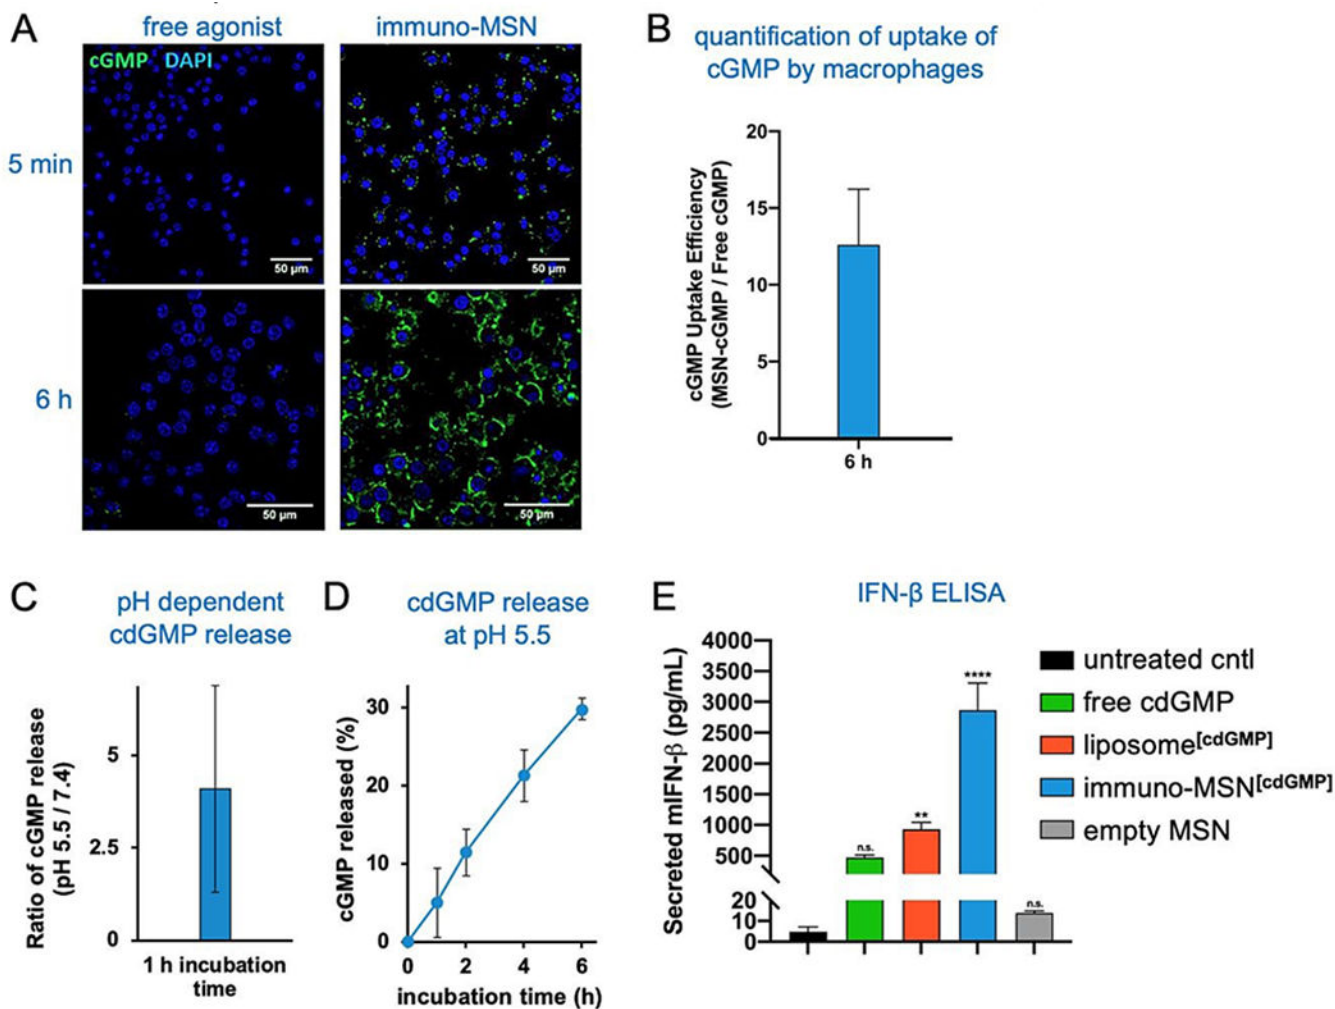 A
free agonist
immuno-MSN
cGMP DAPI
5 min
50 µm
50 µm
6 h
50 µm
50 µm
B
quantification of uptake of
cGMP by macrophages
cGMP Uptake Efficiency
(MSN-cGMP / Free cGMP)
20
15
10
5
0
6 h
C
pH dependent
cdGMP release
Ratio of cGMP release
(pH 5.5 / 7.4)
5
2.5
0
1 h incubation
time
D
cdGMP release
at pH 5.5
cGMP released (%)
30
20
10
0
0 2 4 6
incubation time (h)
E
IFN-β ELISA
Secreted mIFN-β (pg/mL)
4000
3500
3000
2500
2000
1500
1000
500
20
10
0
n.s.
**
****
n.s.
untreated cntl
free cdGMP
liposome[cdGMP]
immuno-MSN[cdGMP]
empty MSN